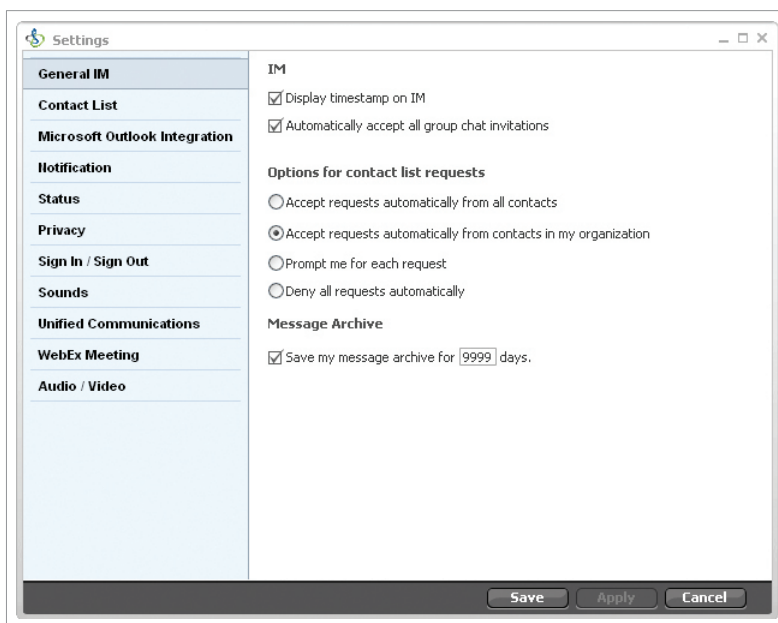 Settings
General IM
Contact List
Microsoft Outlook Integration
Notification
Status
Privacy
Sign In / Sign Out
Sounds
Unified Communications
WebEx Meeting
Audio / Video
IM
Display timestamp on IM
Automatically accept all group chat invitations
Options for contact list requests
Accept requests automatically from all contacts
Accept requests automatically from contacts in my organization
Prompt me for each request
Deny all requests automatically
Message Archive
Save my message archive for 9999 days.
Save Apply Cancel